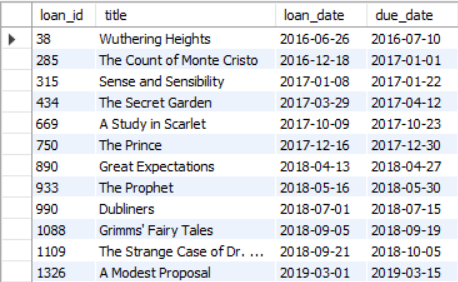 loan_id title loan_date due_date
38 Wuthering Heights 2016-06-26 2016-07-10
285 The Count of Monte Cristo 2016-12-18 2017-01-01
315 Sense and Sensibility 2017-01-08 2017-01-22
434 The Secret Garden 2017-03-29 2017-04-12
669 A Study in Scarlet 2017-10-09 2017-10-23
750 The Prince 2017-12-16 2017-12-30
890 Great Expectations 2018-04-13 2018-04-27
933 The Prophet 2018-05-16 2018-05-30
990 Dubliners 2018-07-01 2018-07-15
1088 Grimms' Fairy Tales 2018-09-05 2018-09-19
1109 The Strange Case of Dr. ... 2018-09-21 2018-10-05
1326 A Modest Proposal 2019-03-01 2019-03-15